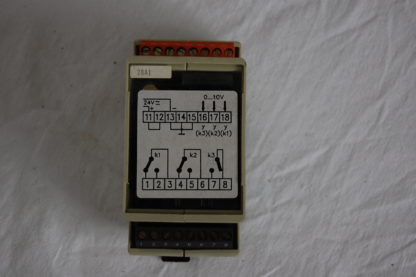 28A1
24V 0...10V
+ -
11 12 13 14 15 16 17 18
y y y
(k3)(k2)(k1)
k1 k2 k3
1 2 3 4 5 6 7 8